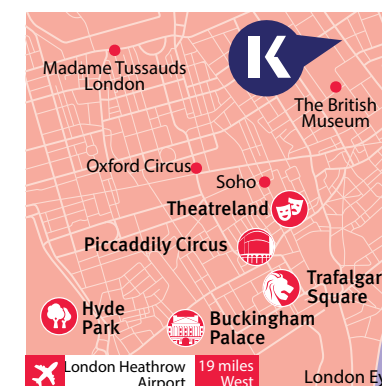 K
Madame Tussauds
London
The British
Museum
Oxford Circus
Soho
Theatreland
Piccadilly Circus
Trafalgar
Square
Hyde
Park
Buckingham
Palace
London Heathrow
Airport
19 miles
West
London Ey